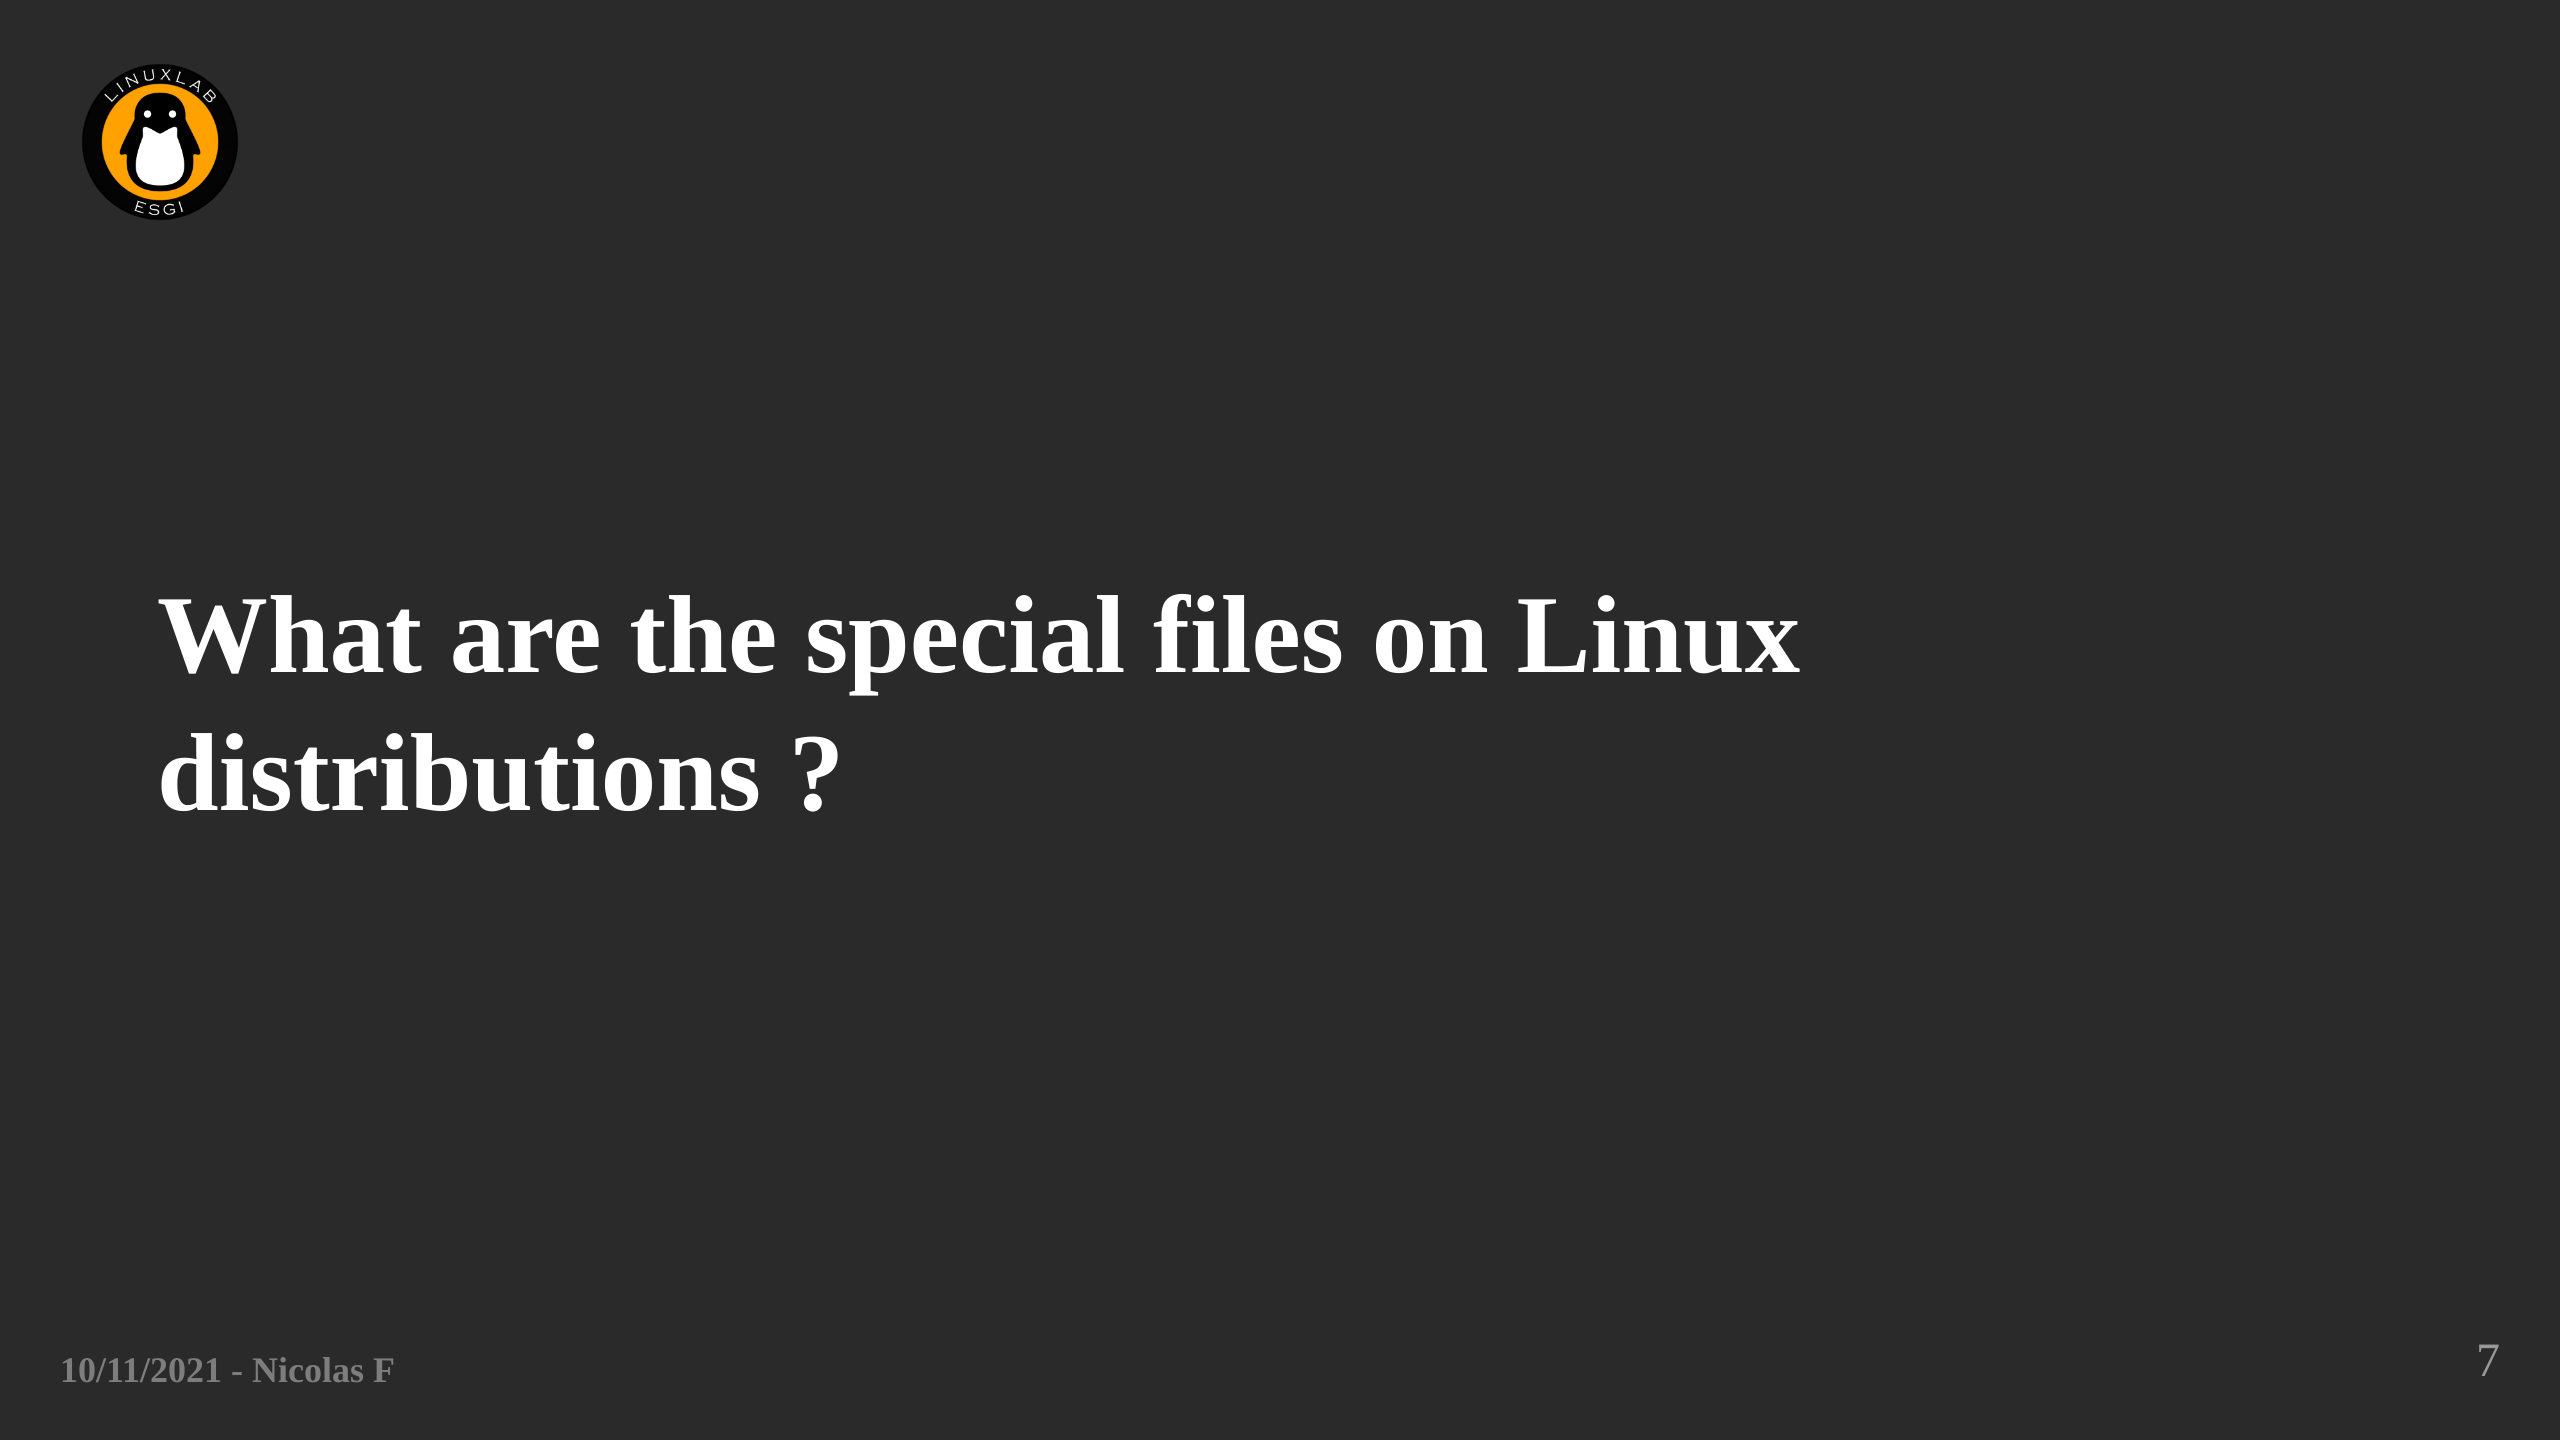 LINUXLAB
ESGI
What are the special files on Linux
distributions ?
10/11/2021 - Nicolas F
7